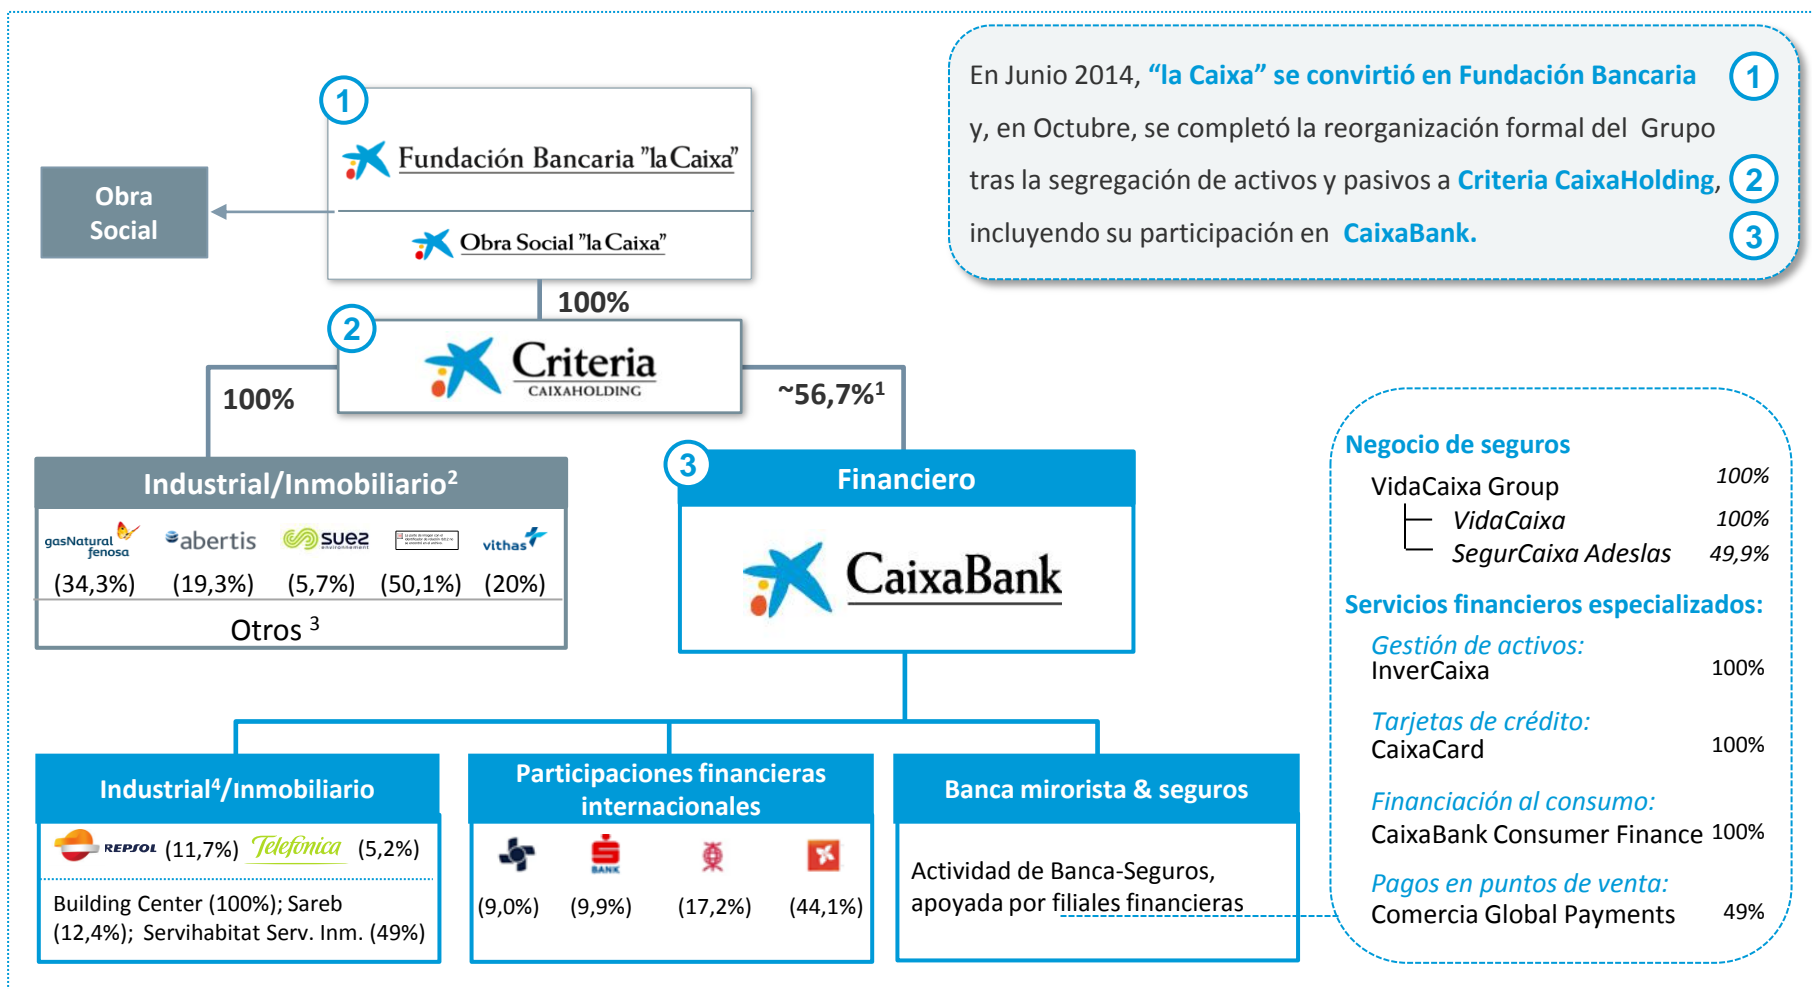 En Junio 2014, “la Caixa” se convirtió en Fundación Bancaria 1
y, en Octubre, se completó la reorganización formal del Grupo
tras la segregación de activos y pasivos a Criteria CaixaHolding, 2
incluyendo su participación en CaixaBank. 3
1
Fundación Bancaria ”la Caixa”
Obra Social ”la Caixa”
Obra
Social
100%
2
Criteria
CAIXAHOLDING
100%
~56,7%1
Industrial/Inmobiliario2
gasNatural
fenosa
abertis
suez
environnement
vithas
(34,3%) (19,3%) (5,7%) (50,1%) (20%)
Otros 3
3
Financiero
CaixaBank
Industrial4/Inmobiliario
REPSOL (11,7%) Telefónica (5,2%)
Building Center (100%); Sareb
(12,4%); Servihabitat Serv. Inm. (49%)
Participaciones financieras
internacionales
BANK
(9,0%) (9,9%) (17,2%) (44,1%)
Banca mirorista & seguros
Actividad de Banca-Seguros,
apoyada por filiales financieras
Negocio de seguros
VidaCaixa Group 100%
VidaCaixa 100%
SegurCaixa Adeslas 49,9%
Servicios financieros especializados:
Gestión de activos:
InverCaixa 100%
Tarjetas de crédito:
CaixaCard 100%
Financiación al consumo:
CaixaBank Consumer Finance 100%
Pagos en puntos de venta:
Comercia Global Payments 49%